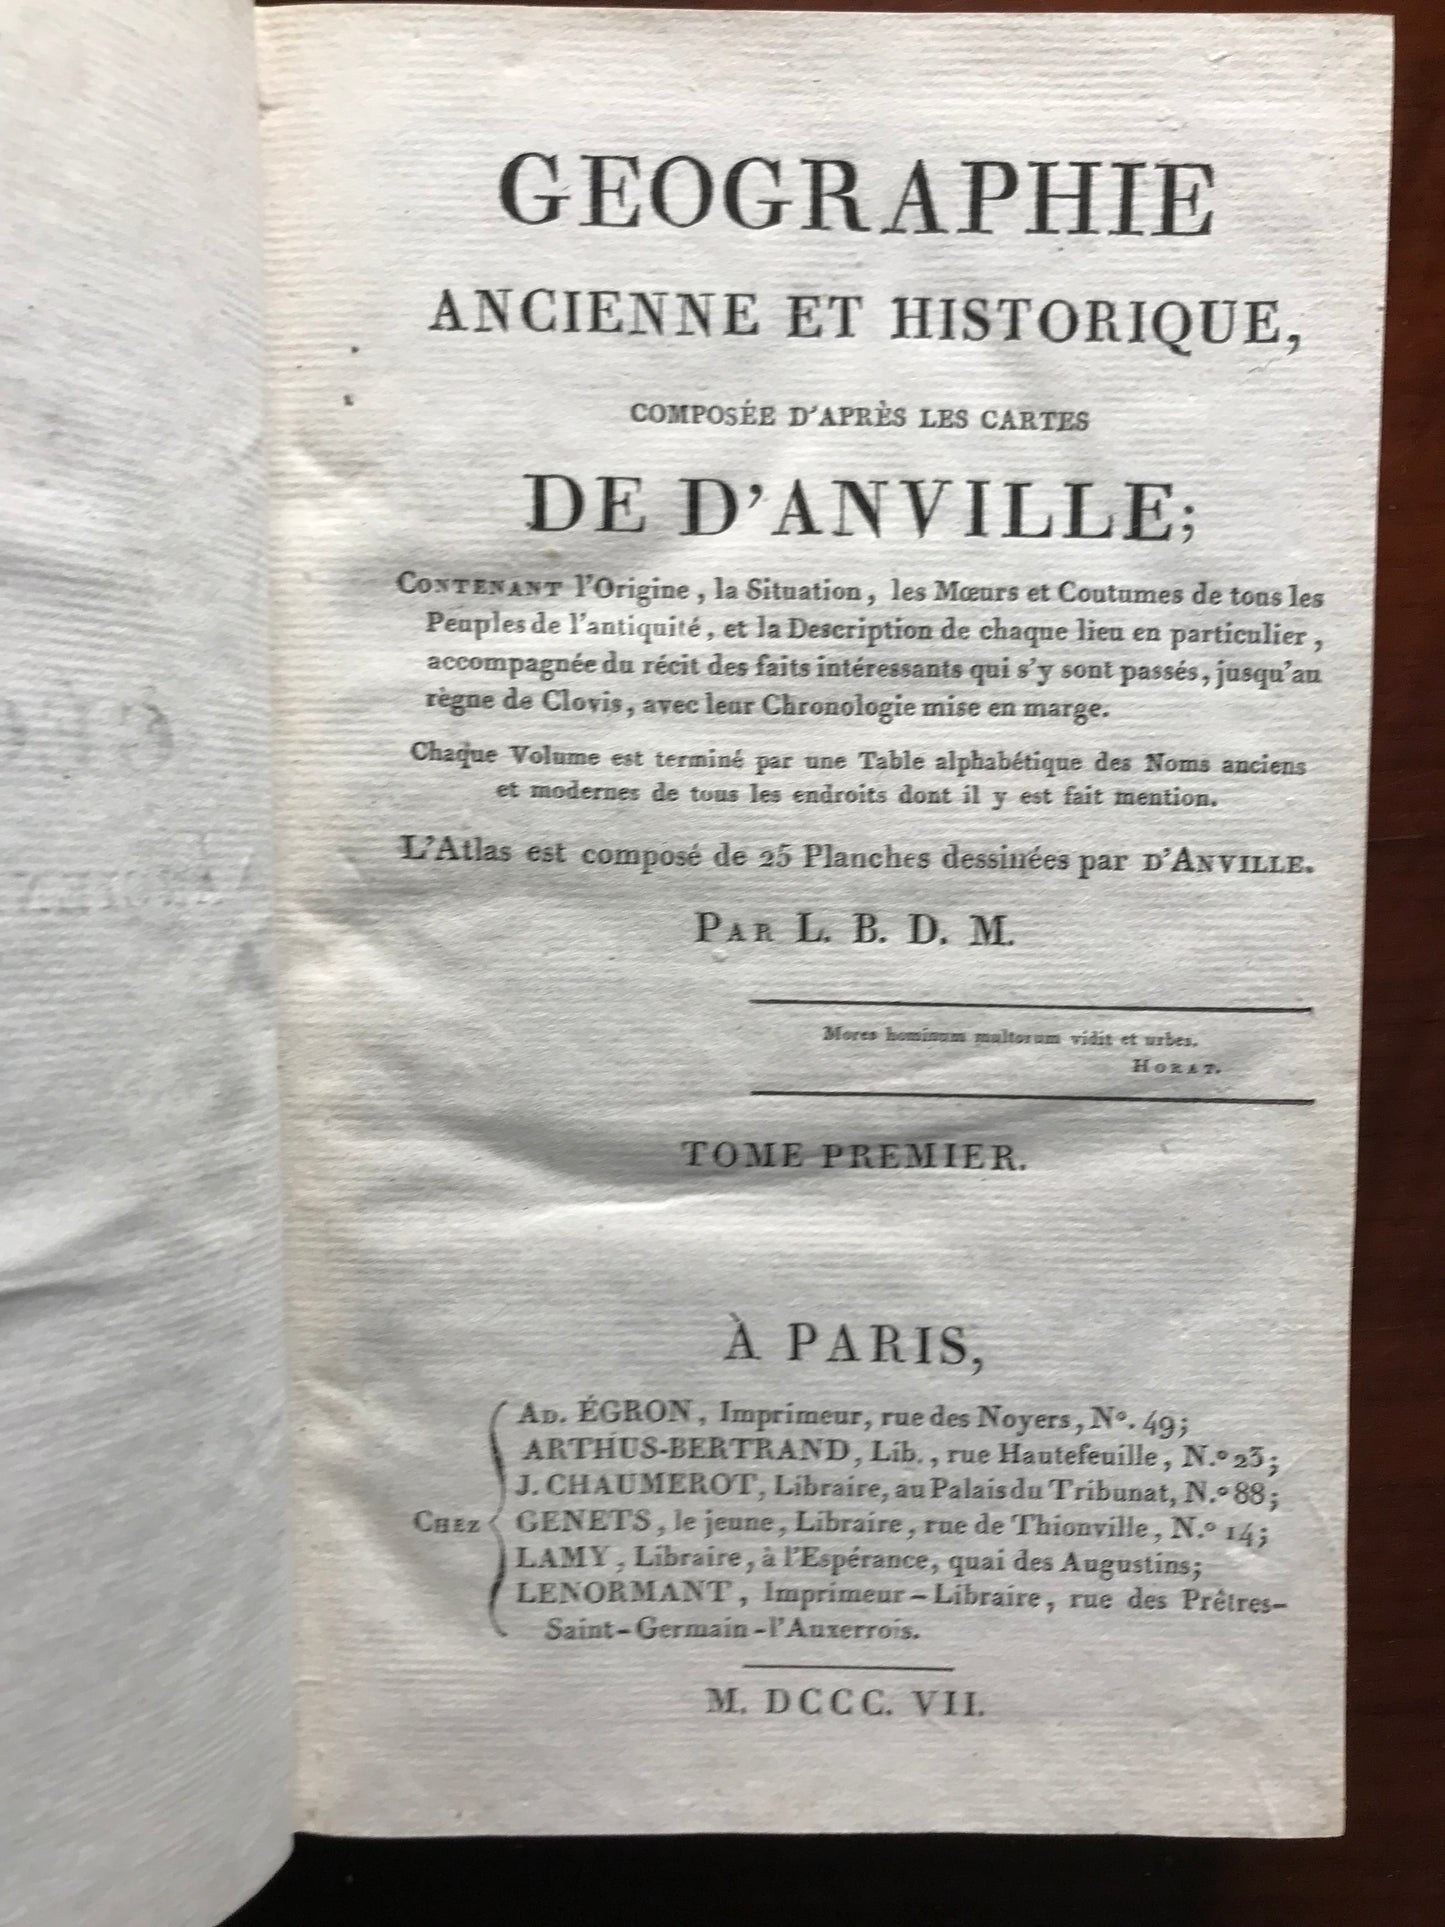 GEOGRAPHIE
ANCIENNE ET HISTORIQUE,
COMPOSÉE D'APRÈS LES CARTES
DE D'ANVILLE;
CONTENANT l'Origine, la Situation, les Mœurs et Coutumes de tous les
Peuples de l'antiquité, et la Description de chaque lieu en particulier,
accompagnée du récit des faits intéressants qui s'y sont passés, jusqu'au
règne de Clovis, avec leur Chronologie mise en marge.
Chaque Volume est terminé par une Table alphabétique des Noms anciens
et modernes de tous les endroits dont il y est fait mention.
L'Atlas est composé de 25 Planches dessinées par D'ANVILLE.
PAR L. B. D. M.
Mores hominum multorum vidit et urbes.
HORAT.
TOME PREMIER.
À PARIS,
AD. ÉGRON, Imprimeur, rue des Noyers, N°. 49;
ARTHUS-BERTRAND, Lib., rue Hautefeuille, N.° 23;
J. CHAUMEROT, Libraire, au Palais du Tribunat, N.° 88;
CHEZ GENETS, le jeune, Libraire, rue de Thionville, N.° 14;
LAMY, Libraire, à l'Espérance, quai des Augustins;
LENORMANT, Imprimeur-Libraire, rue des Prêtres-
Saint-Germain-l'Auxerrois.
M. DCCC. VII.